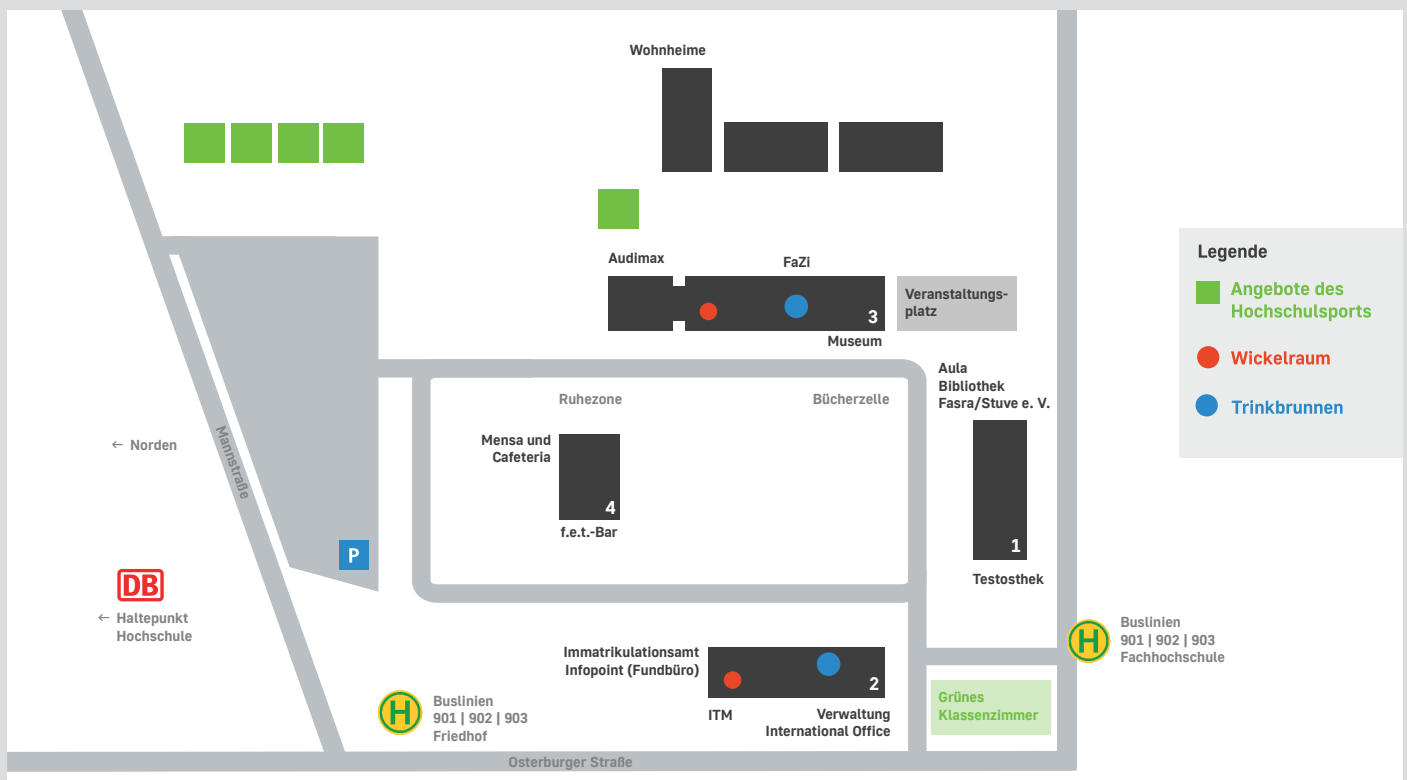 Wohnheime
Audimax
FaZi
3
Museum
Veranstaltungs-
platz
Legende
Angebote des
Hochschulsports
Wickelraum
Trinkbrunnen
Aula
Bibliothek
Fasra/Stuve e. V.
Ruhezone
Bücherzelle
Mensa und
Cafeteria
4
f.e.t.-Bar
← Norden
Mannstraße
P
1
Testosthek
DB
← Haltepunkt
Hochschule
H
Buslinien
901 | 902 | 903
Fachhochschule
Immatrikulationsamt
Infopoint (Fundbüro)
2
ITM
Verwaltung
International Office
Grünes
Klassenzimmer
H
Buslinien
901 | 902 | 903
Friedhof
Osterburger Straße